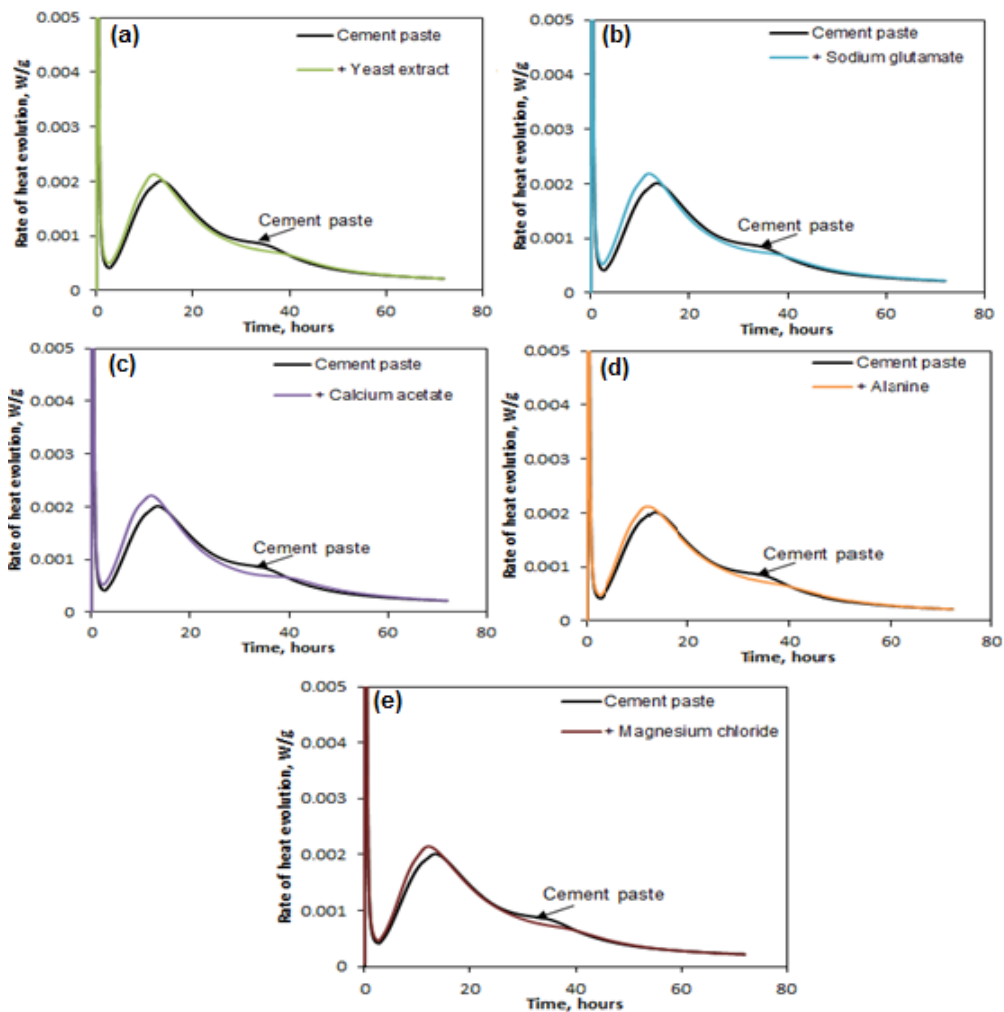 (a)
Cement paste
+ Yeast extract
Cement paste
Rate of heat evolution, W/g
0.005
0.004
0.003
0.002
0.001
0
0
20
40
60
80
Time, hours
(b)
Cement paste
+ Sodium glutamate
Cement paste
Rate of heat evolution, W/g
0.005
0.004
0.003
0.002
0.001
0
0
20
40
60
80
Time, hours
(c)
Cement paste
+ Calcium acetate
Cement paste
Rate of heat evolution, W/g
0.005
0.004
0.003
0.002
0.001
0
0
20
40
60
80
Time, hours
(d)
Cement paste
+ Alanine
Cement paste
Rate of heat evolution, W/g
0.005
0.004
0.003
0.002
0.001
0
0
20
40
60
80
Time, hours
(e)
Cement paste
+ Magnesium chloride
Cement paste
Rate of heat evolution, W/g
0.005
0.004
0.003
0.002
0.001
0
0
20
40
60
80
Time, hours